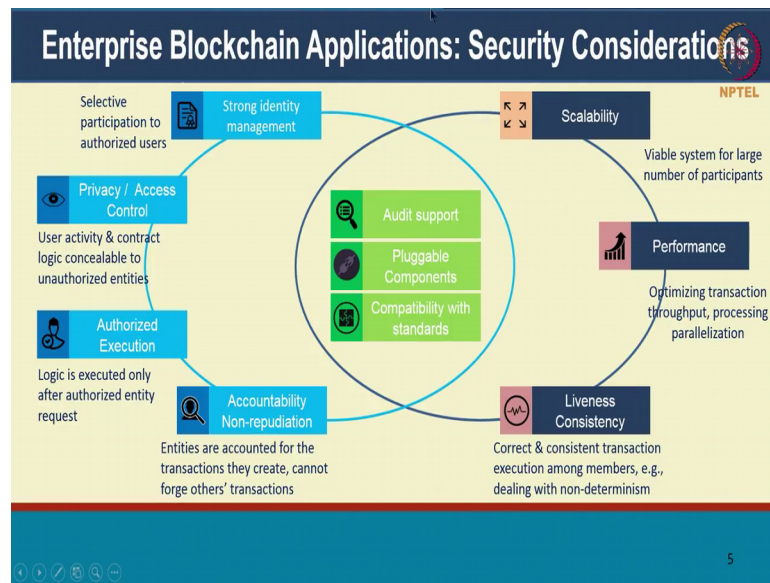 Enterprise Blockchain Applications: Security Considerations
NPTEL
Selective
participation to
authorized users
Strong identity
management
Privacy / Access
Control
User activity & contract
logic concealable to
unauthorized entities
Authorized
Execution
Logic is executed only
after authorized entity
request
Accountability
Non-repudiation
Entities are accounted for the
transactions they create, cannot
forge others' transactions
Audit support
Pluggable
Components
Compatibility with
standards
Scalability
Viable system for large
number of participants
Performance
Optimizing transaction
throughput, processing
parallelization
Liveness
Consistency
Correct & consistent transaction
execution among members, e.g.,
dealing with non-determinism
5